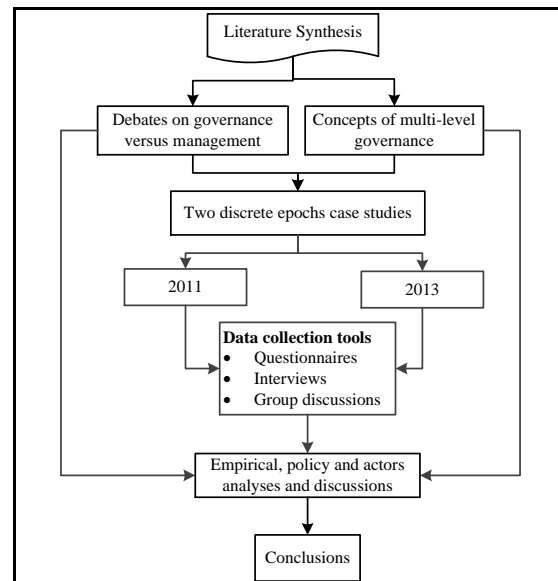 Literature Synthesis
Debates on governance
versus management
Concepts of multi-level
governance
Two discrete epochs case studies
2011
2013
Data collection tools
• Questionnaires
• Interviews
• Group discussions
Empirical, policy and actors
analyses and discussions
Conclusions